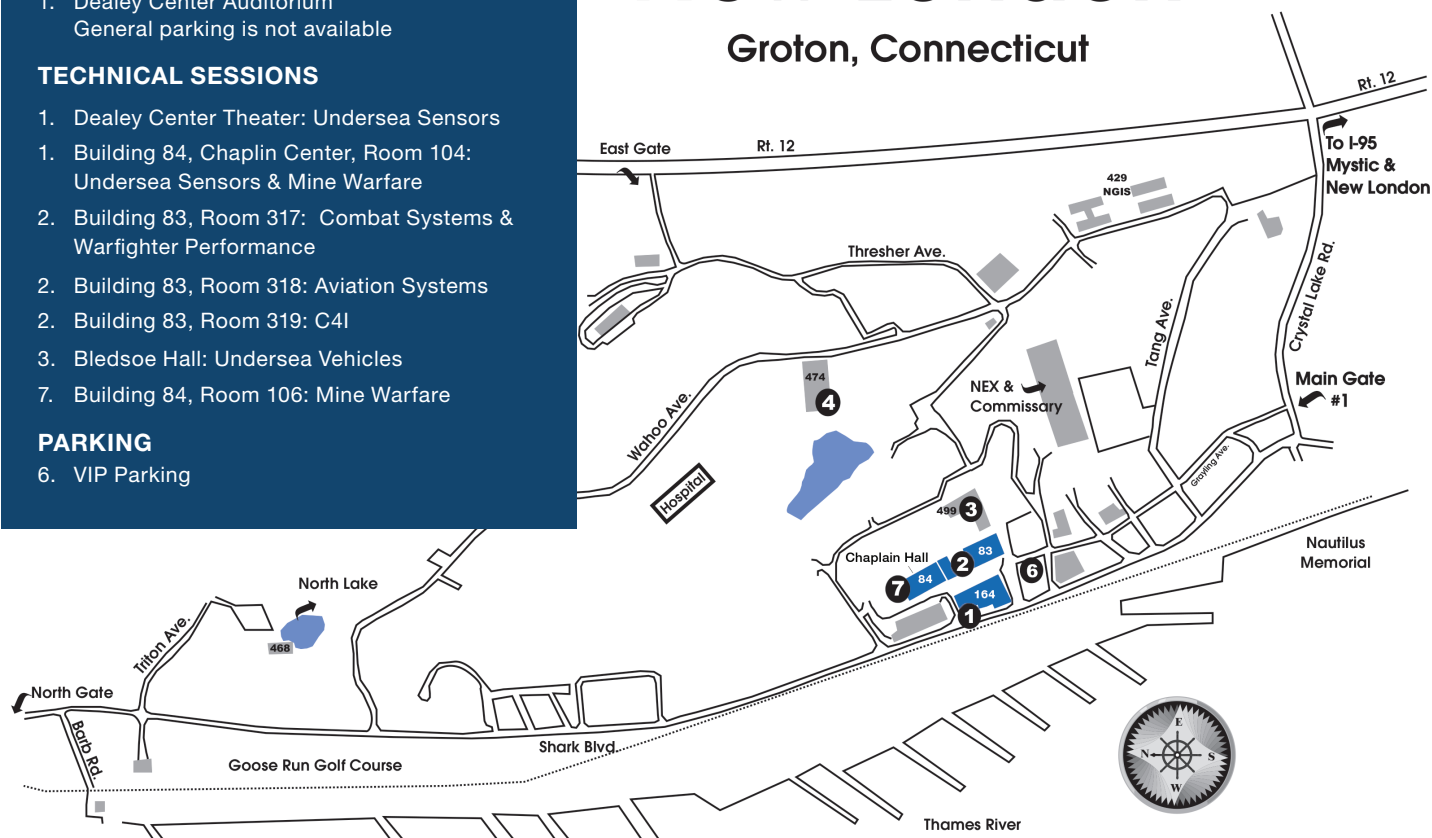 1. Dealey Center Auditorium
General parking is not available
TECHNICAL SESSIONS
1. Dealey Center Theater: Undersea Sensors
1. Building 84, Chaplin Center, Room 104:
Undersea Sensors & Mine Warfare
2. Building 83, Room 317: Combat Systems &
Warfighter Performance
2. Building 83, Room 318: Aviation Systems
2. Building 83, Room 319: C4I
3. Bledsoe Hall: Undersea Vehicles
7. Building 84, Room 106: Mine Warfare
PARKING
6. VIP Parking
New London
Groton, Connecticut
Rt. 12
East Gate
Rt. 12
To I-95
Mystic &
New London
429
NGIS
Thresher Ave.
Crystal Lake Rd.
Tang Ave.
474
4
NEX &
Commissary
Main Gate
#1
Wahoo Ave.
Hospital
Grayling Ave.
499
3
Chaplain Hall
83
2
84
7
6
164
1
Nautilus
Memorial
North Lake
468
Triton Ave.
North Gate
Barb Rd.
Shark Blvd.
Goose Run Golf Course
E
N
S
W
Thames River